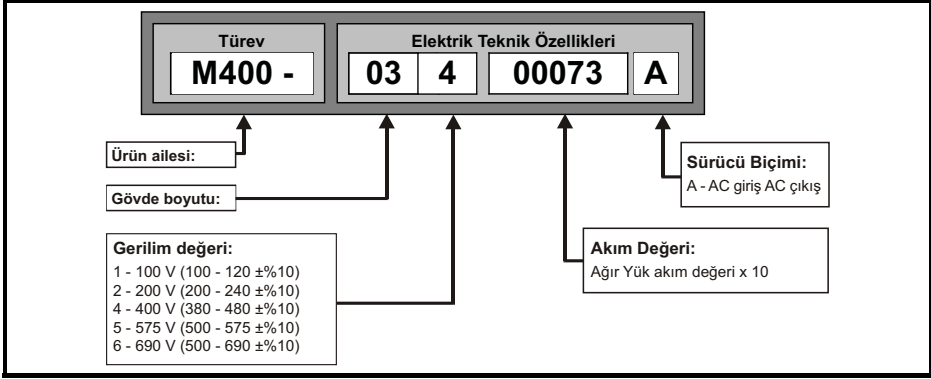 Türev
Elektrik Teknik Özellikleri
M400 - 03 4 00073 A
Ürün ailesi:
Gövde boyutu:
Gerilim değeri:
1 - 100 V (100 - 120 ±%10)
2 - 200 V (200 - 240 ±%10)
4 - 400 V (380 - 480 ±%10)
5 - 575 V (500 - 575 ±%10)
6 - 690 V (500 - 690 ±%10)
Sürücü Biçimi:
A - AC giriş AC çıkış
Akım Değeri:
Ağır Yük akım değeri x 10